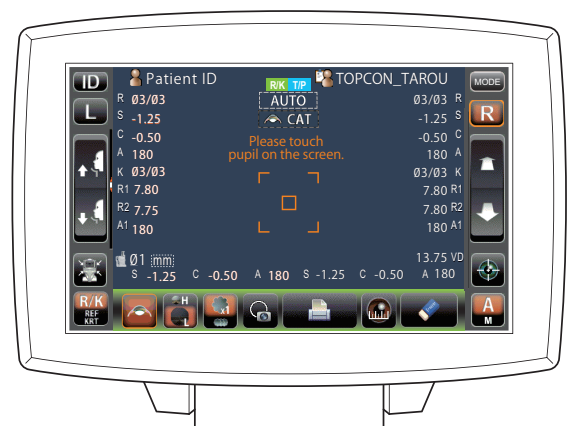 ID
Patient ID
R/K T/P
TOPCON_TAROU
MODE
L
R 03/03
AUTO
03/03 R
R
S -1.25
CAT
-1.25 S
C -0.50
Please touch
pupil on the screen.
-0.50 C
A 180
180 A
K 03/03
03/03 K
R1 7.80
7.80 R1
R2 7.75
7.80 R2
A1 180
180 A1
01 mm
13.75 VD
S -1.25 C -0.50 A 180 S -1.25 C -0.50 A 180
R/K
REF
KRT
H
L
x1
A
M